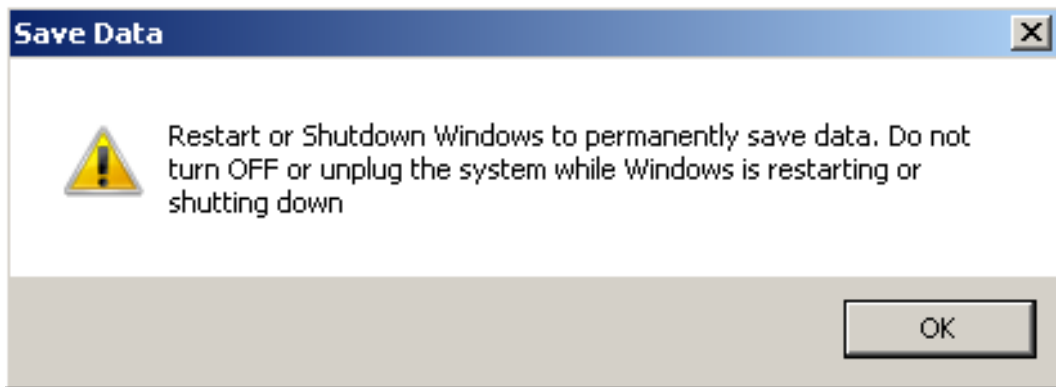 Save Data
Restart or Shutdown Windows to permanently save data. Do not
turn OFF or unplug the system while Windows is restarting or
shutting down
OK